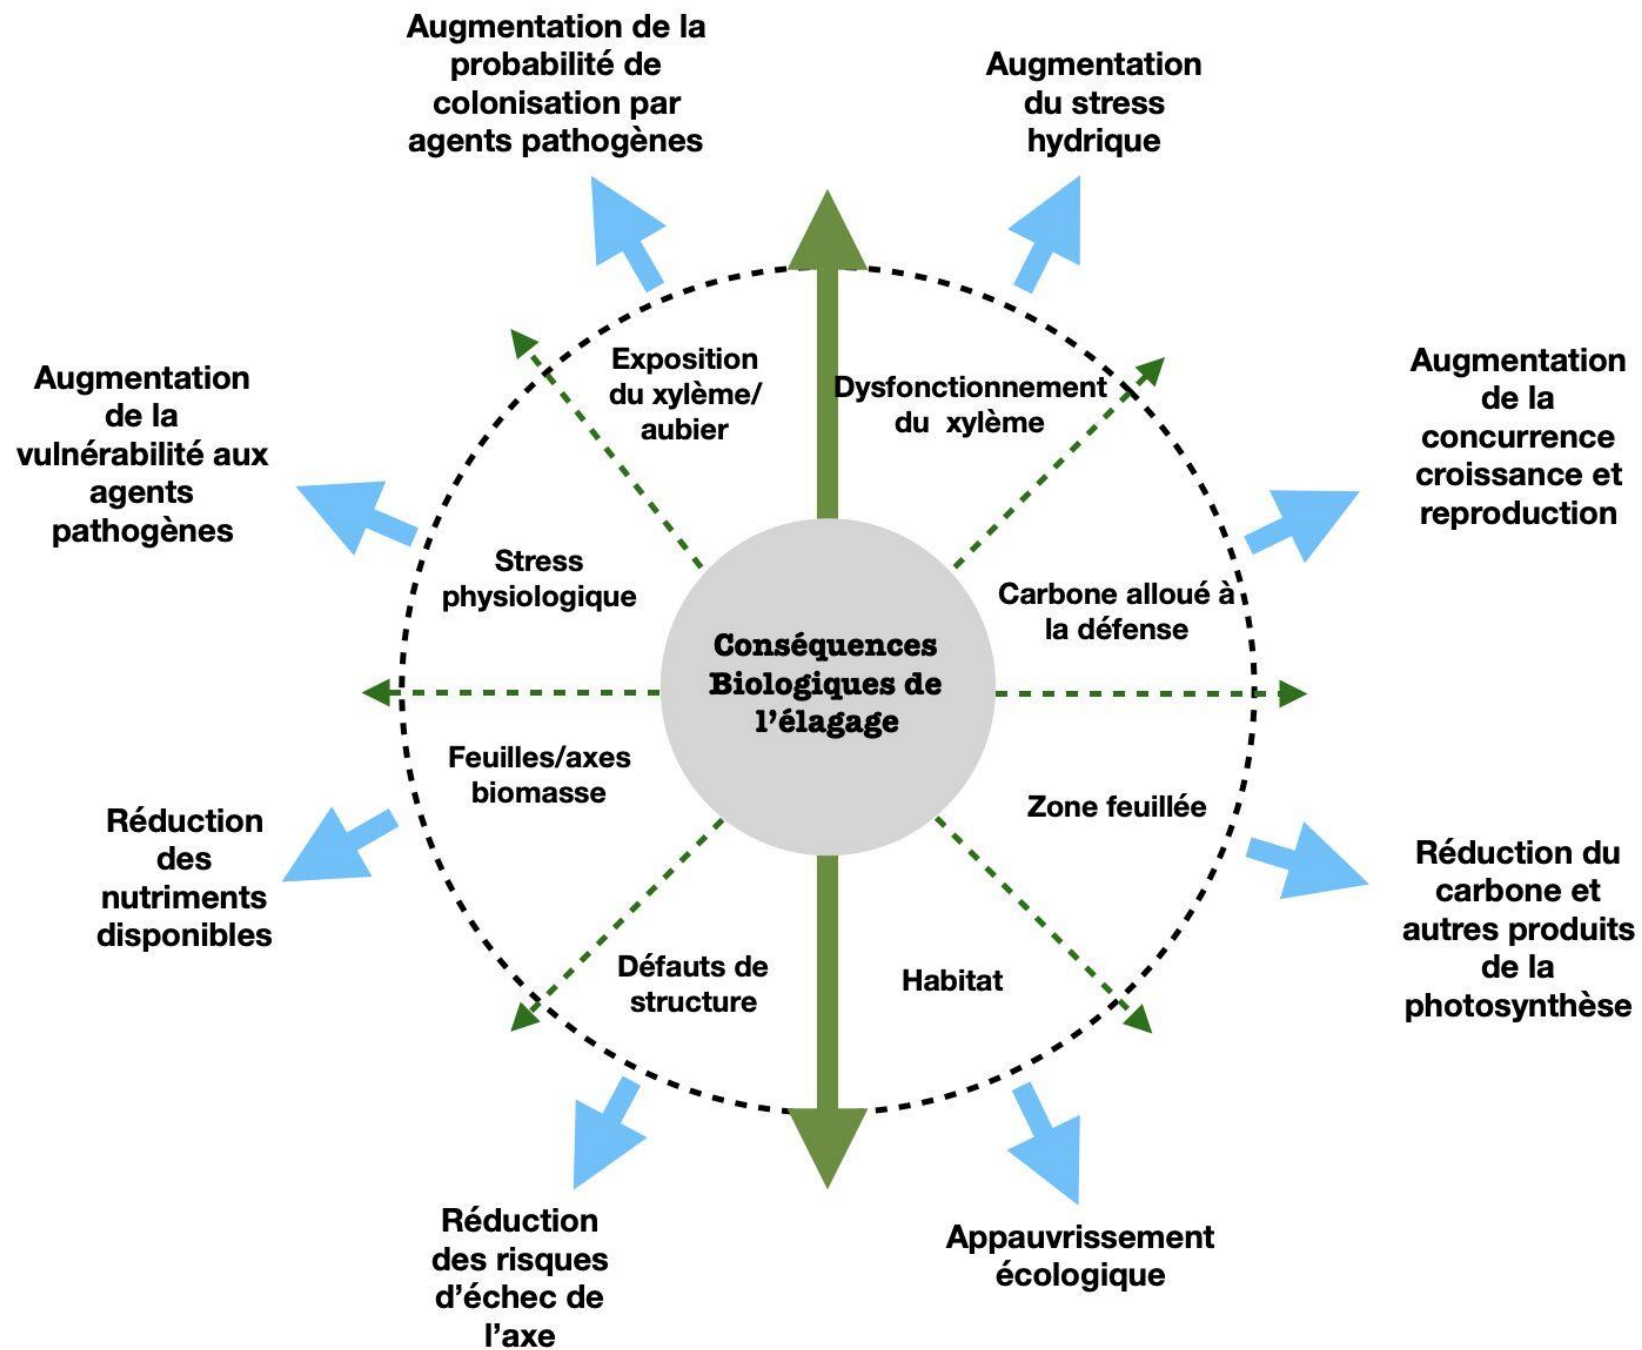 Augmentation de la
probabilité de
colonisation par
agents pathogènes
Augmentation
du stress
hydrique
Augmentation
de la
vulnérabilité aux
agents
pathogènes
Exposition
du xylème/
aubier
Dysfonctionnement
du xylème
Augmentation
de la
concurrence
croissance et
reproduction
Stress
physiologique
Carbone alloué à
la défense
Conséquences
Biologiques de
l'élagage
Feuilles/axes
biomasse
Zone feuillée
Réduction
des
nutriments
disponibles
Réduction du
carbone et
autres produits
de la
photosynthèse
Défauts de
structure
Habitat
Réduction
des risques
d'échec de
l'axe
Appauvrissement
écologique